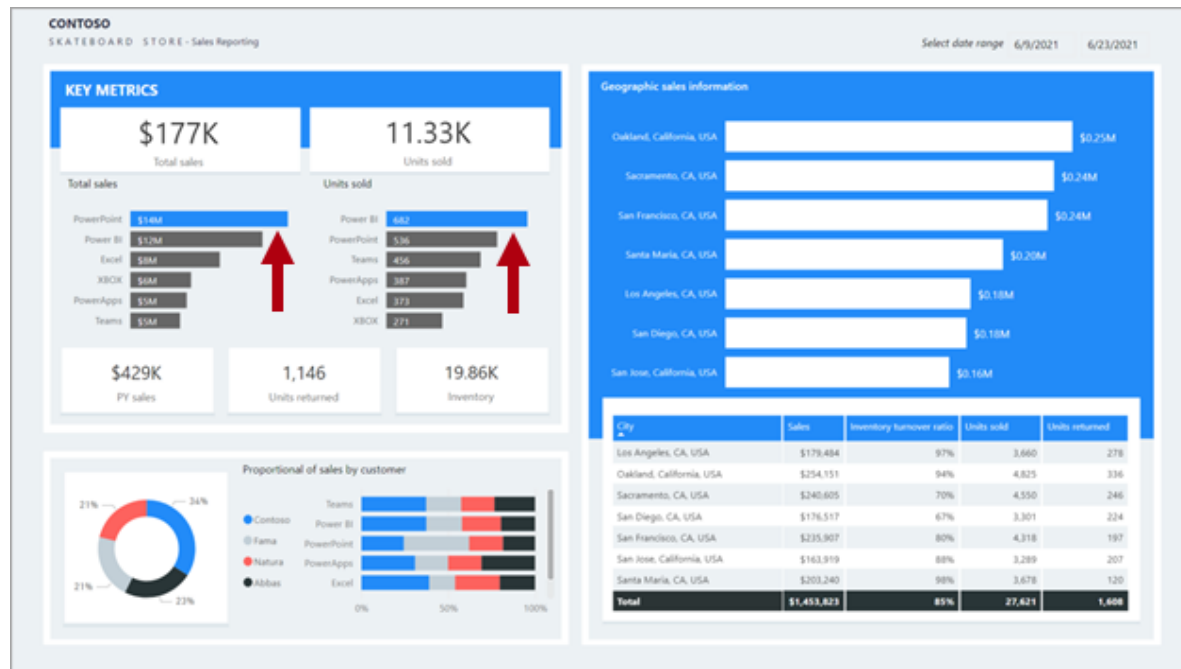 CONTOSO
SKATEBOARD STORE - Sales Reporting
Select date range 6/9/2021 6/23/2021
KEY METRICS
$177K
Total sales
11.33K
Units sold
Total sales
PowerPoint $14M
Power BI $12M
Excel $8M
XBOX $6M
PowerApps $5M
Teams $5M
Units sold
Power BI 682
PowerPoint 536
Teams 456
PowerApps 387
Excel 373
XBOX 271
$429K
PY sales
1,146
Units returned
19.86K
Inventory
Geographic sales information
Oakland, California, USA $0.25M
Sacramento, CA, USA $0.24M
San Francisco, CA, USA $0.24M
Santa Maria, CA, USA $0.20M
Los Angeles, CA, USA $0.18M
San Diego, CA, USA $0.18M
San Jose, California, USA $0.16M
City Sales Inventory turnover ratio Units sold Units returned
Los Angeles, CA, USA $179,484 97% 3,660 278
Oakland, California, USA $254,151 94% 4,825 336
Sacramento, CA, USA $240,605 70% 4,550 246
San Diego, CA, USA $176,517 67% 3,301 224
San Francisco, CA, USA $235,907 80% 4,318 197
San Jose, California, USA $163,919 88% 3,289 207
Santa Maria, CA, USA $203,240 98% 3,678 120
Total $1,453,823 85% 27,621 1,608
Proportional of sales by customer
21%
34%
21%
23%
Contoso
Fama
Natura
Abbas
Teams
Power BI
PowerPoint
PowerApps
Excel
0% 50% 100%